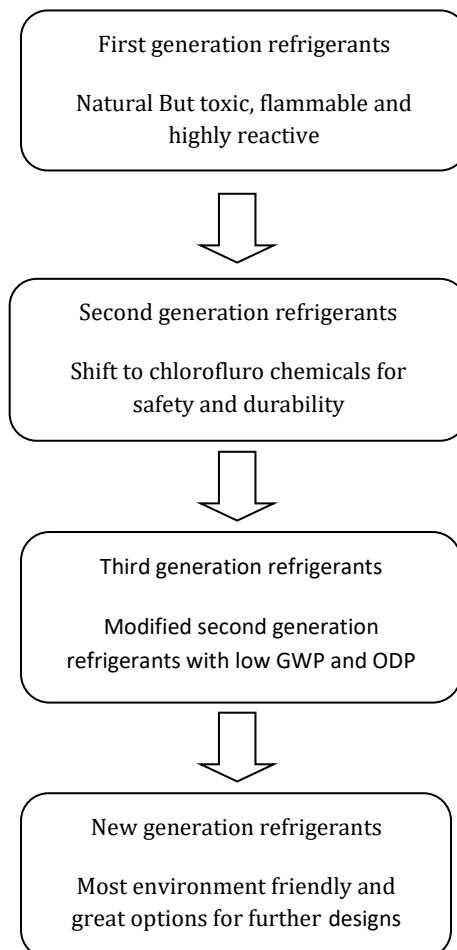 First generation refrigerants
Natural But toxic, flammable and
highly reactive
Second generation refrigerants
Shift to chlorofluro chemicals for
safety and durability
Third generation refrigerants
Modified second generation
refrigerants with low GWP and ODP
New generation refrigerants
Most environment friendly and
great options for further designs